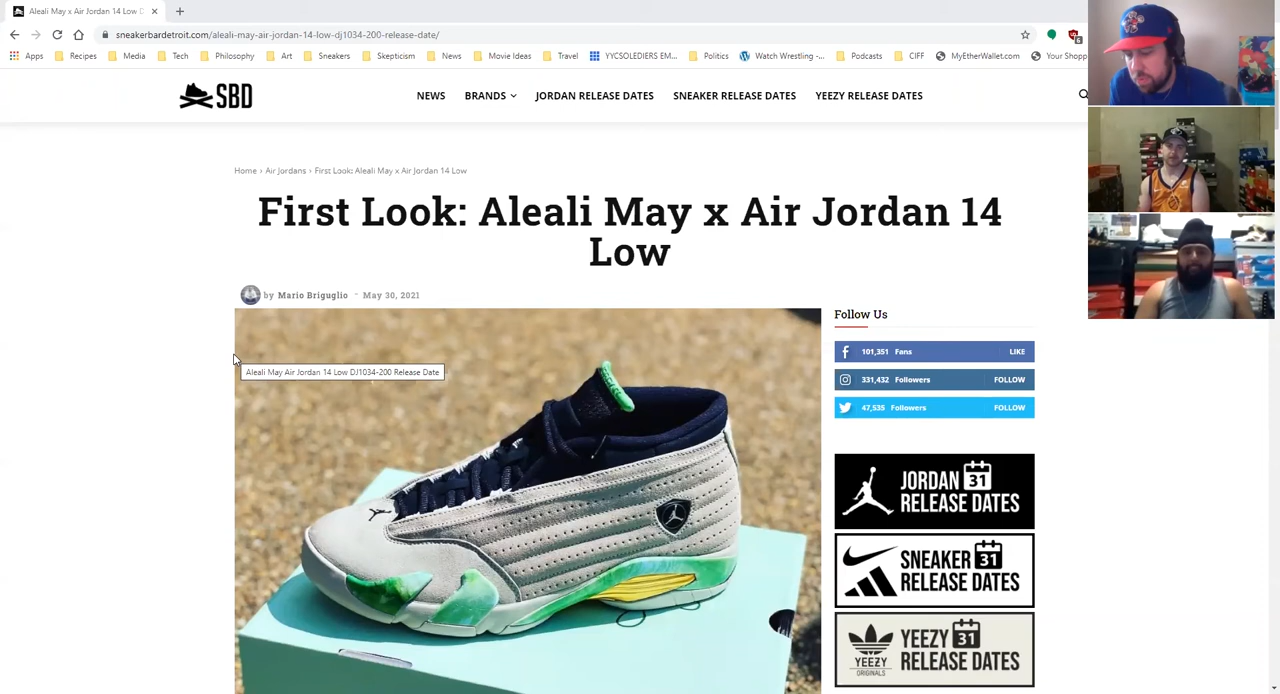 Aleali May x Air Jordan 14 Low
sneakerbardetroit.com/aleali-may-air-jordan-14-low-dj1034-200-release-date/
Apps Recipes Media Tech Philosophy Art Sneakers Skepticism News Movie Ideas Travel YYCSOLEDIERS EM... Politics Watch Wrestling -... Podcasts CIFF MyEtherWallet.com Your Shopp
SBD
NEWS BRANDS JORDAN RELEASE DATES SNEAKER RELEASE DATES YEEZY RELEASE DATES
Home › Air Jordans › First Look: Aleali May x Air Jordan 14 Low
First Look: Aleali May x Air Jordan 14
Low
by Mario Briguglio - May 30, 2021
Aleali May Air Jordan 14 Low DJ1034-200 Release Date
Follow Us
101,351 Fans LIKE
331,432 Followers FOLLOW
47,535 Followers FOLLOW
JORDAN 31
RELEASE DATES
SNEAKER 31
RELEASE DATES
YEEZY 31
RELEASE DATES
YEEZY
ORIGINALS